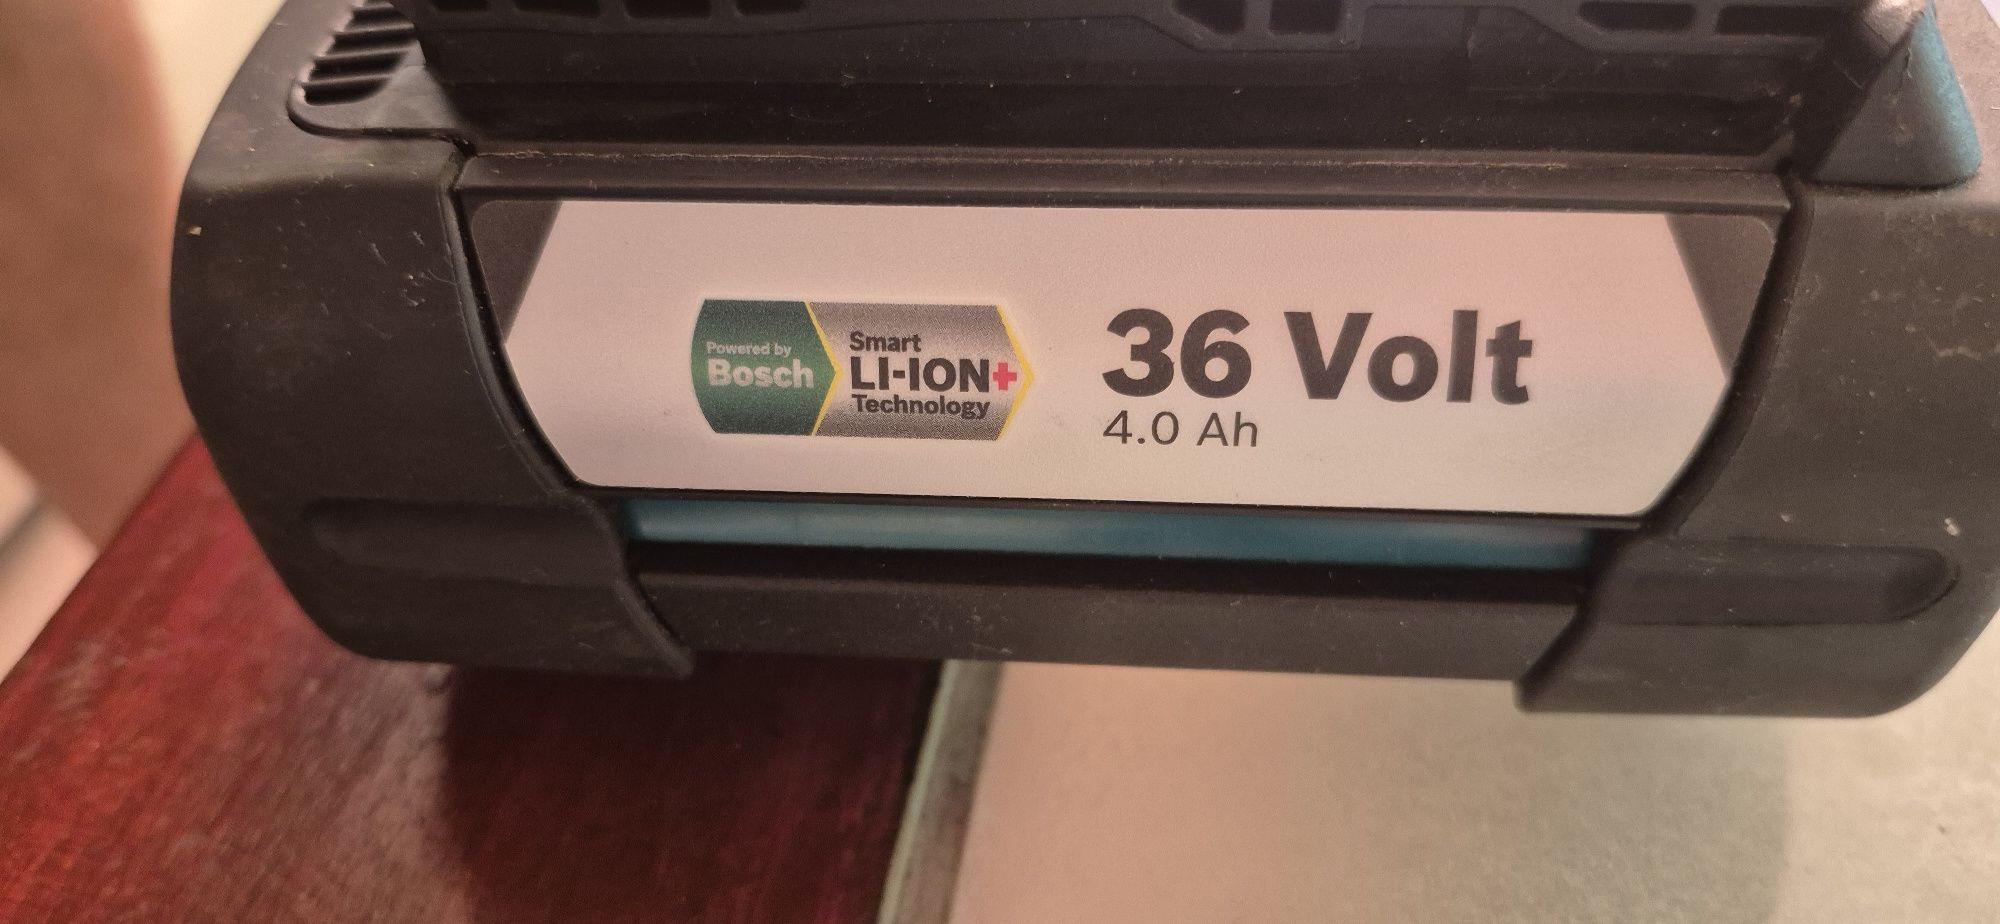 Powered by
Bosch
Smart
LI-ION+
Technology
36 Volt
4.0 Ah